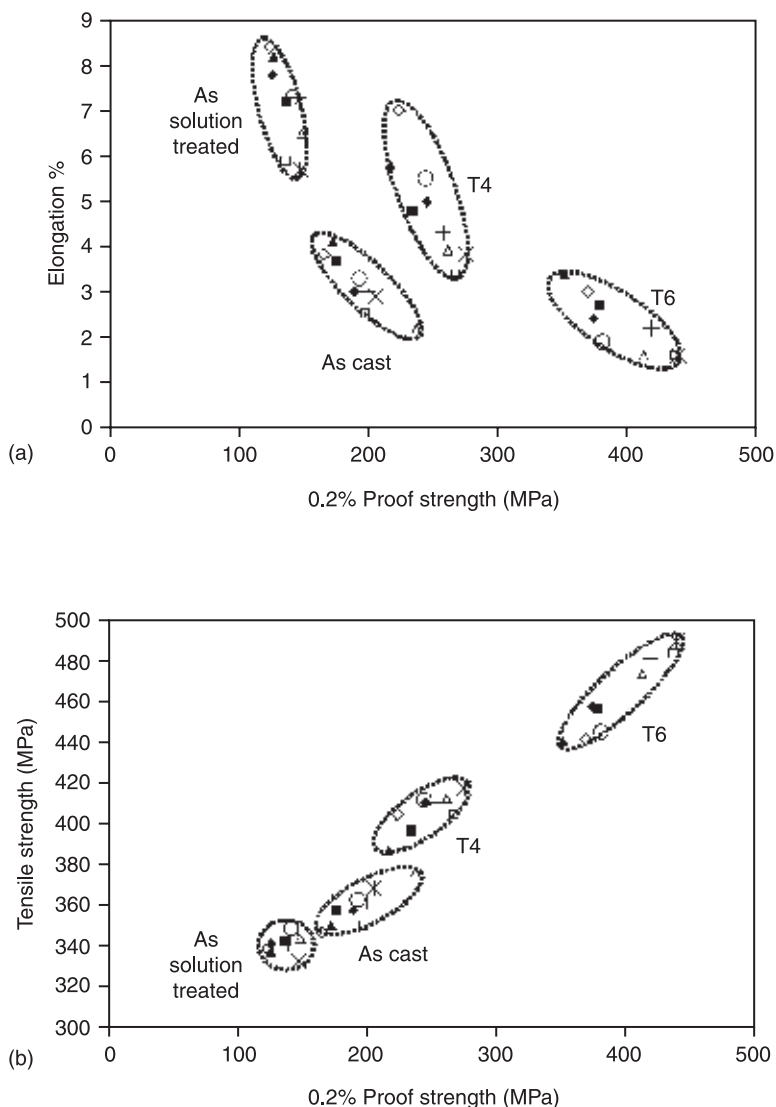 9
8
7
6
5
4
3
2
1
0
Elongation %
As
solution
treated
T4
As cast
T6
(a)
0 100 200 300 400 500
0.2% Proof strength (MPa)
500
480
460
440
420
400
380
360
340
320
300
Tensile strength (MPa)
T6
T4
As cast
As
solution
treated
(b)
0 100 200 300 400 500
0.2% Proof strength (MPa)